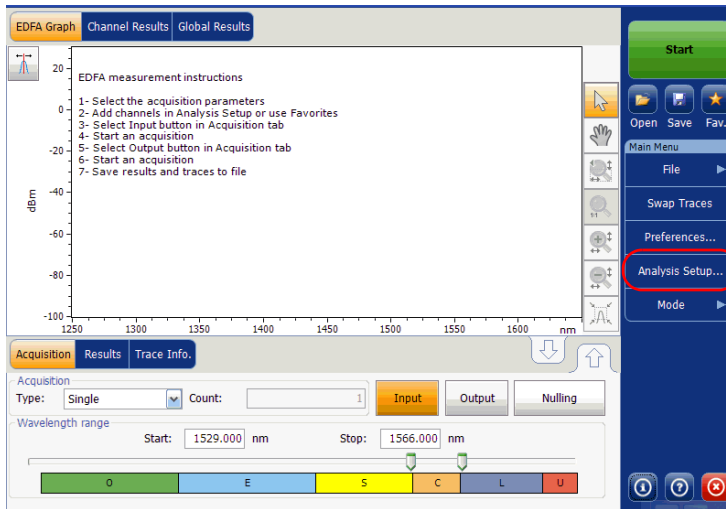 EDFA Graph Channel Results Global Results
Start
20
EDFA measurement instructions
1- Select the acquisition parameters
2- Add channels in Analysis Setup or use Favorites
3- Select Input button in Acquisition tab
4- Start an acquisition
5- Select Output button in Acquisition tab
6- Start an acquisition
7- Save results and traces to file
0
-20
-40
-60
-80
-100
dBm
1250 1300 1350 1400 1450 1500 1550 1600 nm
1:1
Open Save Fav.
Main Menu
File
Swap Traces
Preferences...
Analysis Setup...
Mode
Acquisition Results Trace Info.
Acquisition
Type: Single Count: 1 Input Output Nulling
Wavelength range
Start: 1529.000 nm Stop: 1566.000 nm
O E S C L U